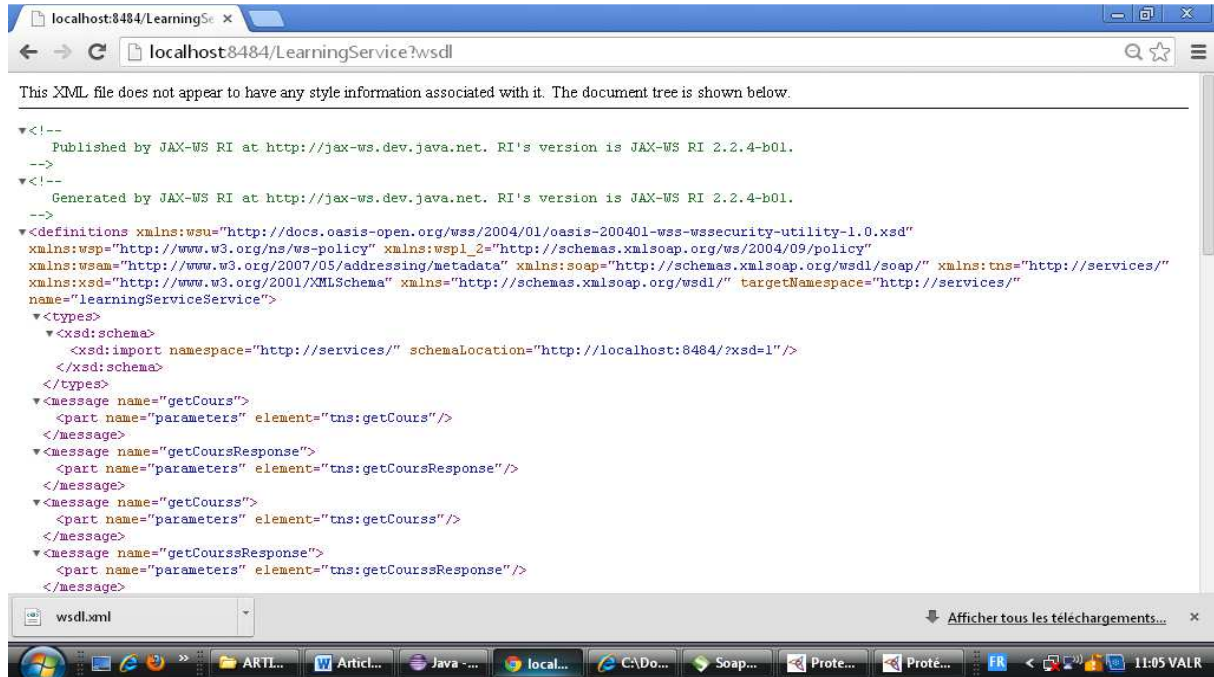 localhost:8484/LearningSe
localhost:8484/LearningService?wsdl
This XML file does not appear to have any style information associated with it. The document tree is shown below.
▼<!--
Published by JAX-WS RI at http://jax-ws.dev.java.net. RI's version is JAX-WS RI 2.2.4-b01.
-->
▼<!--
Generated by JAX-WS RI at http://jax-ws.dev.java.net. RI's version is JAX-WS RI 2.2.4-b01.
-->
▼<definitions xmlns:wsu="http://docs.oasis-open.org/wss/2004/01/oasis-200401-wss-wssecurity-utility-1.0.xsd"
xmlns:wsp="http://www.w3.org/ns/ws-policy" xmlns:wsp1_2="http://schemas.xmlsoap.org/ws/2004/09/policy"
xmlns:wsam="http://www.w3.org/2007/05/addressing/metadata" xmlns:soap="http://schemas.xmlsoap.org/wsdl/soap/" xmlns:tns="http://services/"
xmlns:xsd="http://www.w3.org/2001/XMLSchema" xmlns="http://schemas.xmlsoap.org/wsdl/" targetNamespace="http://services/"
name="learningServiceService">
▼<types>
▼<xsd:schema>
<xsd:import namespace="http://services/" schemaLocation="http://localhost:8484/?xsd=1"/>
</xsd:schema>
</types>
▼<message name="getCours">
<part name="parameters" element="tns:getCours"/>
</message>
▼<message name="getCoursResponse">
<part name="parameters" element="tns:getCoursResponse"/>
</message>
▼<message name="getCourss">
<part name="parameters" element="tns:getCourss"/>
</message>
▼<message name="getCourssResponse">
<part name="parameters" element="tns:getCourssResponse"/>
</message>
wsdl.xml
Afficher tous les téléchargements...
ARTI... Articl... Java -... local... C:\Do... Soap... Prote... Proté... FR 11:05 VALR